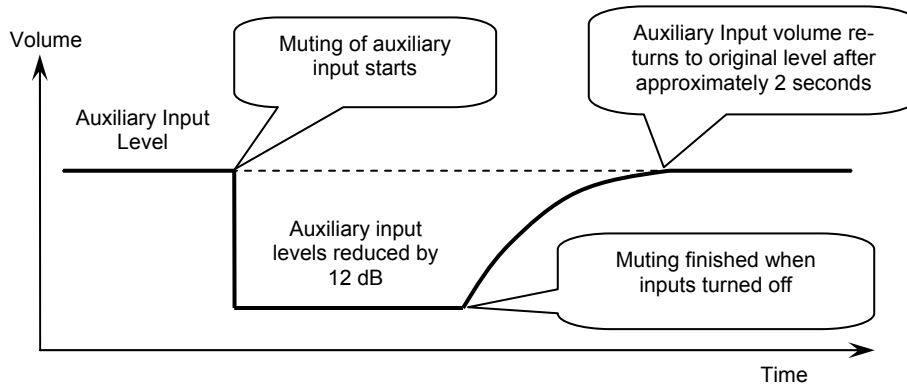 Volume
Muting of auxiliary
input starts
Auxiliary Input volume re-
turns to original level after
approximately 2 seconds
Auxiliary Input
Level
Auxiliary input
levels reduced by
12 dB
Muting finished when
inputs turned off
Time